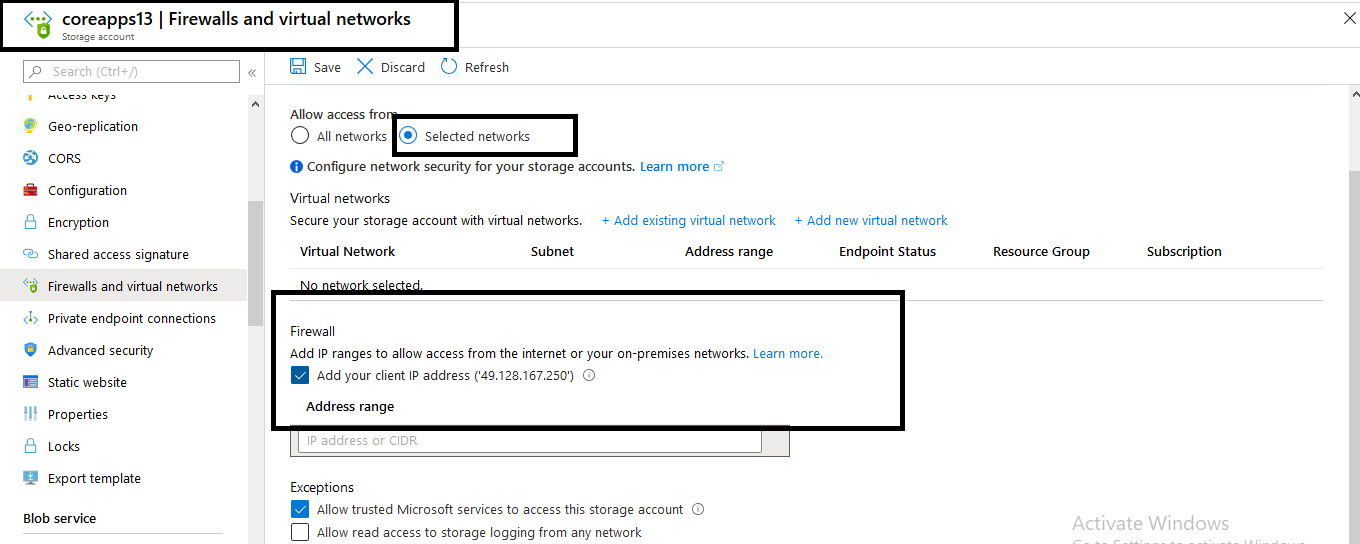 coreapps13 | Firewalls and virtual networks
Storage account
Search (Ctrl+/)
«
Save
Discard
Refresh
Access keys
Geo-replication
CORS
Configuration
Encryption
Shared access signature
Firewalls and virtual networks
Private endpoint connections
Advanced security
Static website
Properties
Locks
Export template
Blob service
Allow access from
All networks
Selected networks
Configure network security for your storage accounts. Learn more
Virtual networks
Secure your storage account with virtual networks. + Add existing virtual network + Add new virtual network
Virtual Network Subnet Address range Endpoint Status Resource Group Subscription
No network selected.
Firewall
Add IP ranges to allow access from the internet or your on-premises networks. Learn more.
Add your client IP address ('49.128.167.250')
Address range
IP address or CIDR
Exceptions
Allow trusted Microsoft services to access this storage account
Allow read access to storage logging from any network
Activate Windows
Go to Settings to activate Windows.